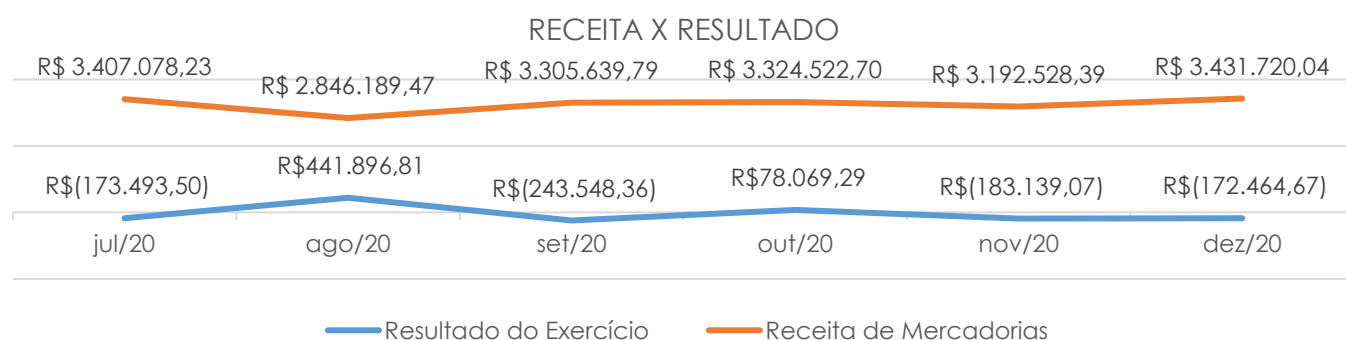 RECEITA X RESULTADO
R$ 3.407.078,23 R$ 2.846.189,47 R$ 3.305.639,79 R$ 3.324.522,70 R$ 3.192.528,39 R$ 3.431.720,04
R$(173.493,50) R$441.896,81 R$(243.548,36) R$78.069,29 R$(183.139,07) R$(172.464,67)
jul/20 ago/20 set/20 out/20 nov/20 dez/20
Resultado do Exercício Receita de Mercadorias